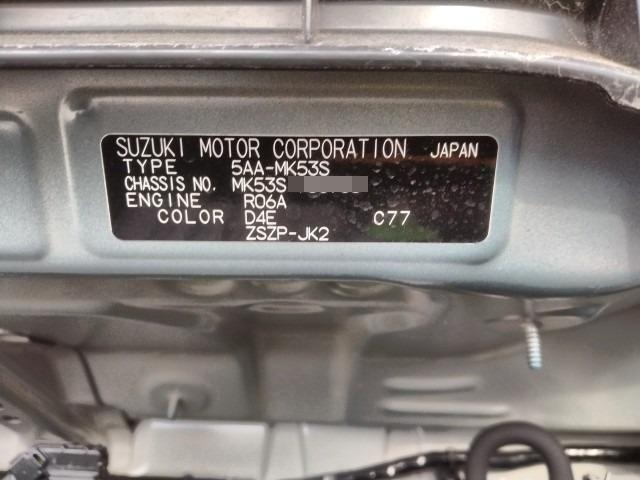 SUZUKI MOTOR CORPORATION JAPAN
TYPE 5AA-MK53S
CHASSIS NO. MK53S
ENGINE R06A
COLOR D4E C77
ZSZP-JK2